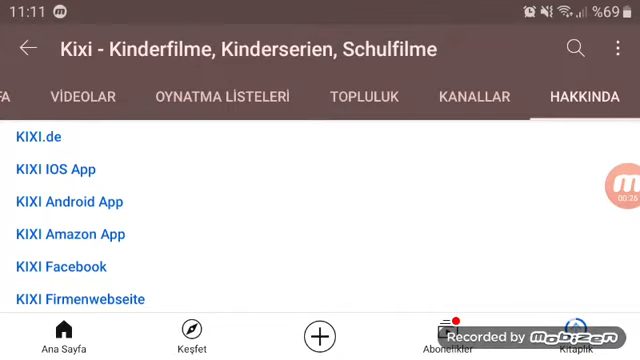 11:11 %69
Kixi - Kinderfilme, Kinderserien, Schulfilme
FA VİDEOLAR OYNATMA LİSTELERİ TOPLULUK KANALLAR HAKKINDA
KIXI.de
KIXI IOS App
KIXI Android App
KIXI Amazon App
KIXI Facebook
KIXI Firmenwebseite
00:26
Ana Sayfa Keşfet Abonelikler Kitaplık
Recorded by mobizen